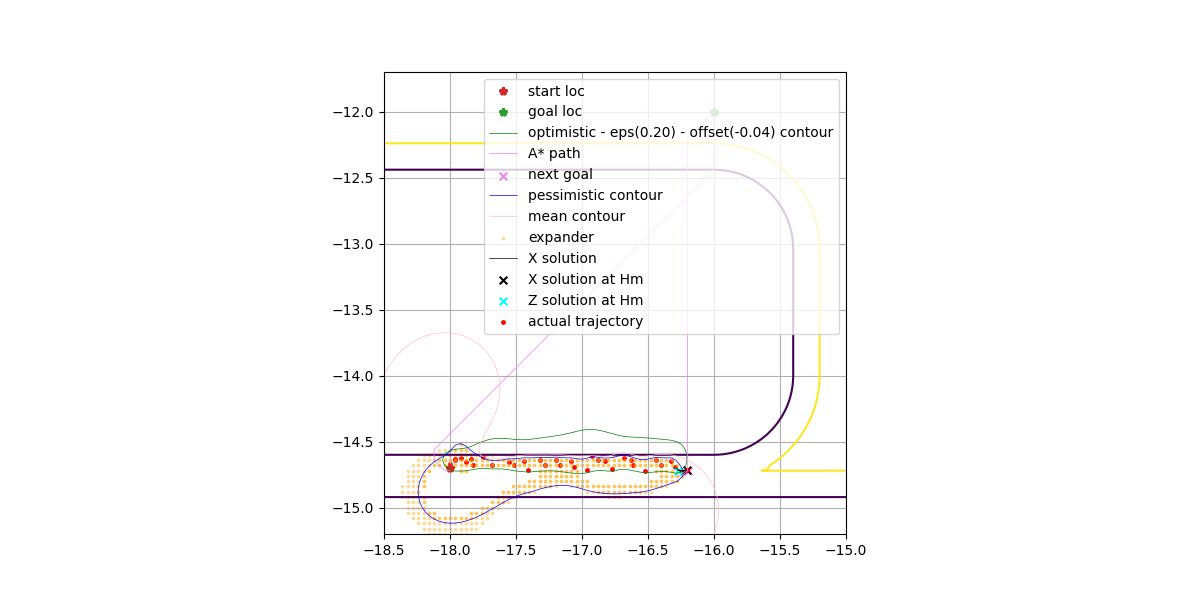 start loc
goal loc
optimistic - eps(0.20) - offset(-0.04) contour
A* path
next goal
pessimistic contour
mean contour
expander
X solution
X solution at Hm
Z solution at Hm
actual trajectory
−12.0
−12.5
−13.0
−13.5
−14.0
−14.5
−15.0
−18.5 −18.0 −17.5 −17.0 −16.5 −16.0 −15.5 −15.0